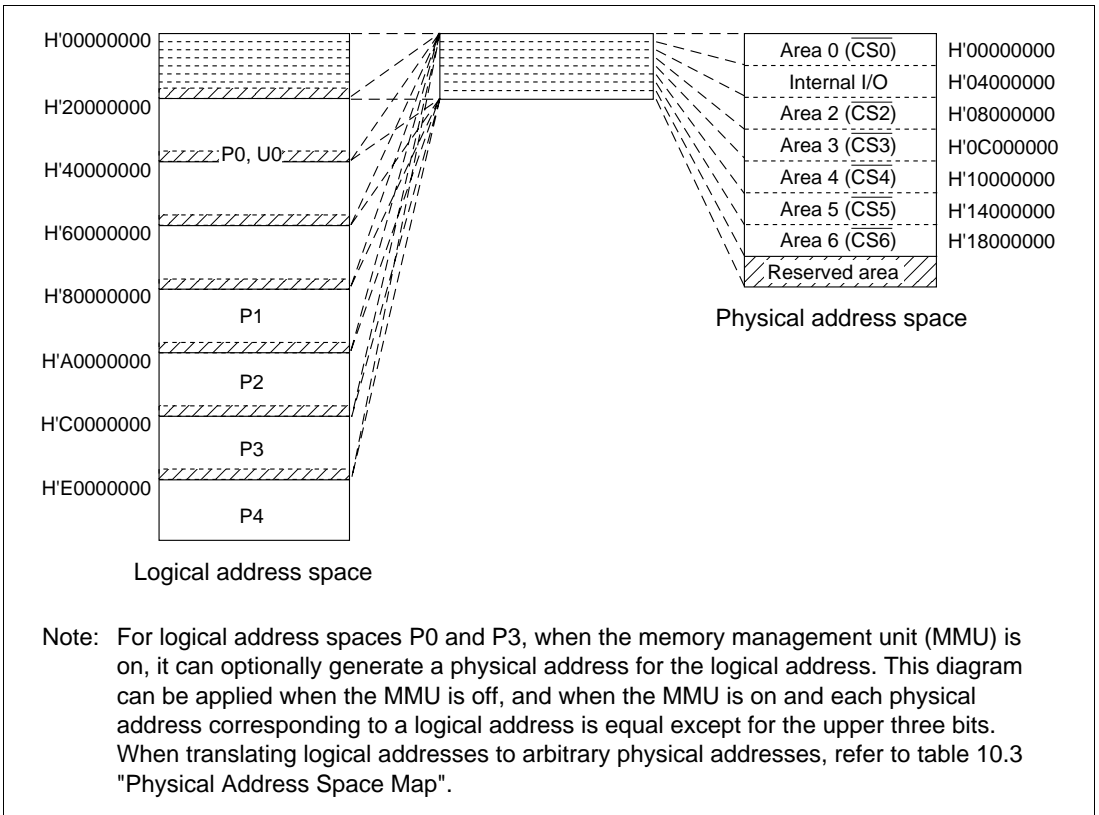 H'00000000
H'20000000
H'40000000
H'60000000
H'80000000
H'A0000000
H'C0000000
H'E0000000
P0, U0
P1
P2
P3
P4
Logical address space
Area 0 (CS0)
Internal I/O
Area 2 (CS2)
Area 3 (CS3)
Area 4 (CS4)
Area 5 (CS5)
Area 6 (CS6)
Reserved area
H'00000000
H'04000000
H'08000000
H'0C000000
H'10000000
H'14000000
H'18000000
Physical address space
Note: For logical address spaces P0 and P3, when the memory management unit (MMU) is
on, it can optionally generate a physical address for the logical address. This diagram
can be applied when the MMU is off, and when the MMU is on and each physical
address corresponding to a logical address is equal except for the upper three bits.
When translating logical addresses to arbitrary physical addresses, refer to table 10.3
"Physical Address Space Map".